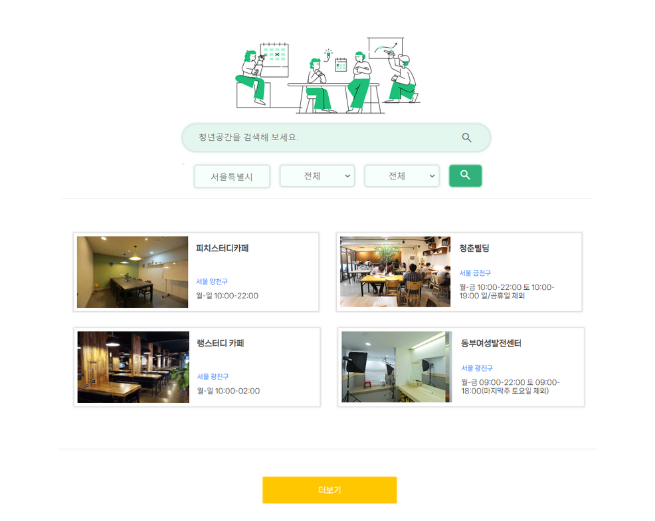 청년공간을 검색해 보세요.
서울특별시 전체 전체
피치스터디카페
서울 양천구
월-일 10:00-22:00
청춘삘딩
서울 금천구
월-금 10:00-22:00 토 10:00-
19:00 일/공휴일 제외
랭스터디 카페
서울 광진구
월-일 10:00-02:00
동부여성발전센터
서울 광진구
월-금 09:00-22:00 토 09:00-
18:00(마지막주 토요일 제외)
더보기